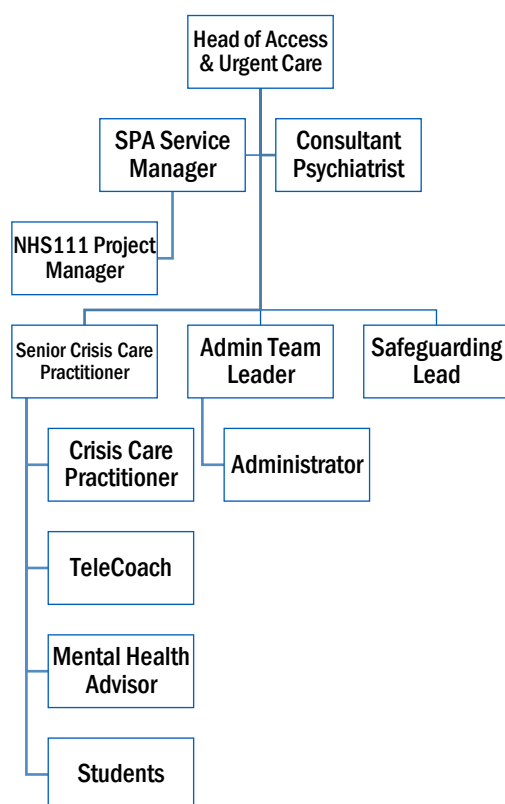 Head of Access
& Urgent Care
SPA Service
Manager
Consultant
Psychiatrist
NHS111 Project
Manager
Senior Crisis Care
Practitioner
Admin Team
Leader
Safeguarding
Lead
Crisis Care
Practitioner
Administrator
TeleCoach
Mental Health
Advisor
Students